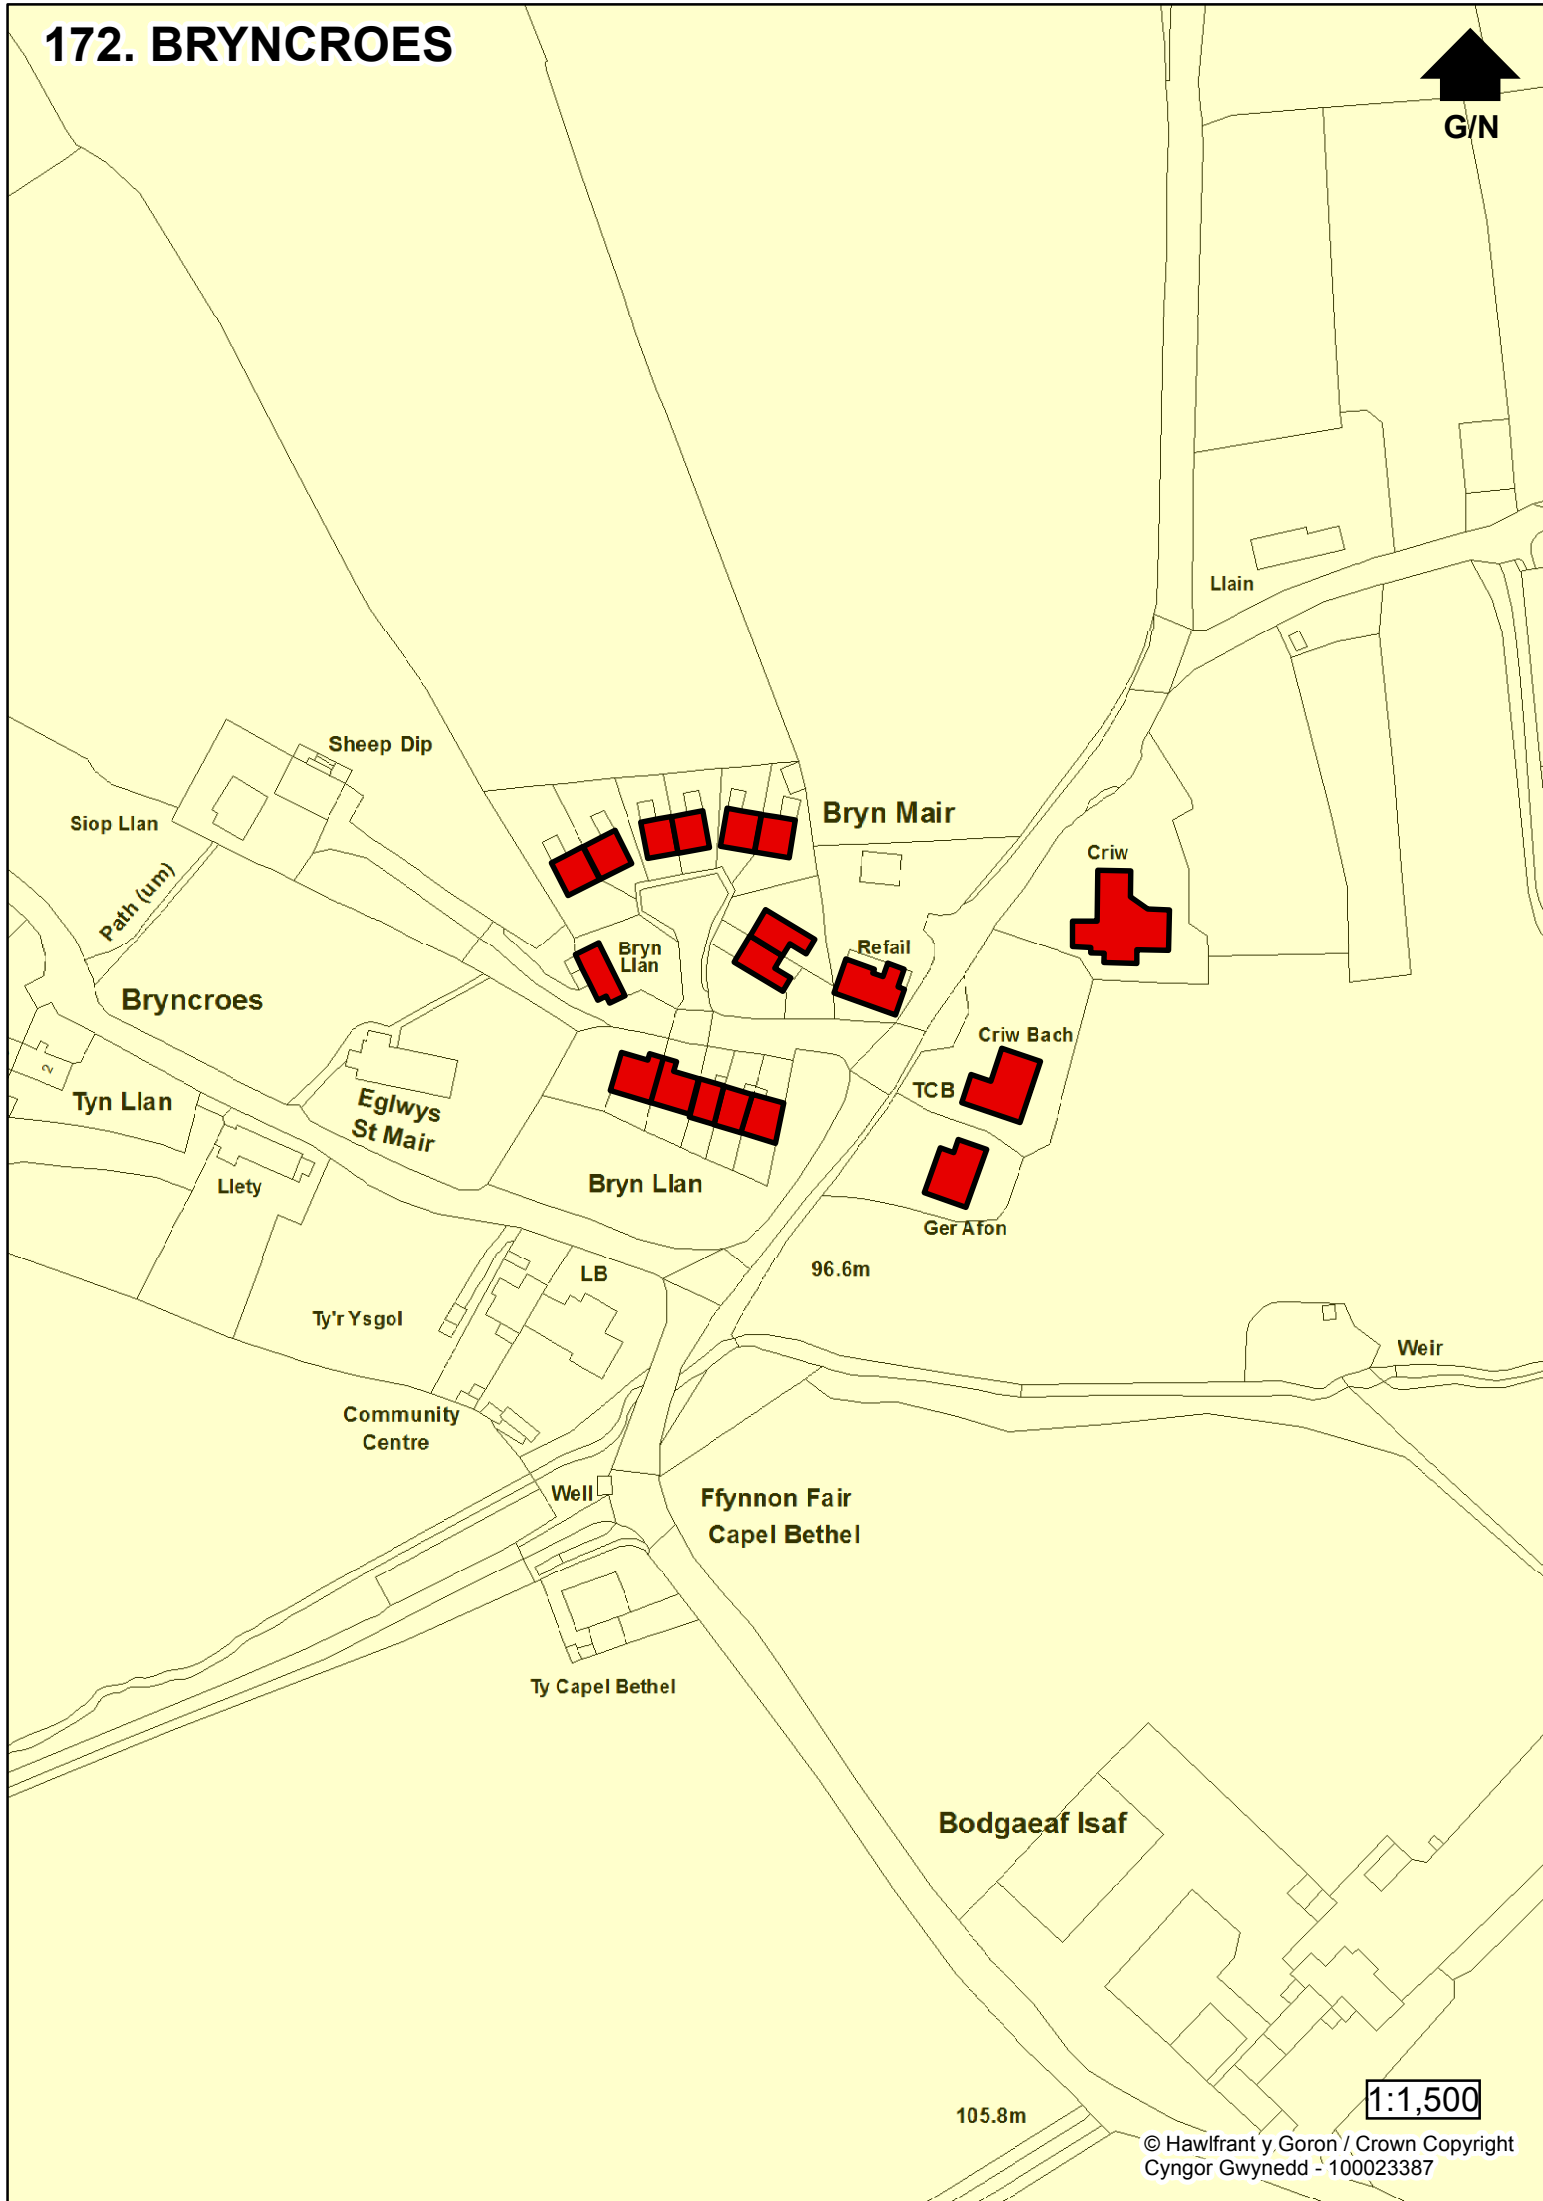 172. BRYNCROES
G/N
Llain
Sheep Dip
Siop Llan
Bryn Mair
Criw
Path (um)
Refail
Bryn
Llan
Bryncroes
Criw Bach
2
Tyn Llan
TCB
Eglwys
St Mair
Llety
Bryn Llan
Ger Afon
96.6m
LB
Ty'r Ysgol
Weir
Community
Centre
Well
Ffynnon Fair
Capel Bethel
Ty Capel Bethel
Bodgaeaf Isaf
1:1,500
105.8m
© Hawlfraint y Goron / Crown Copyright
Cyngor Gwynedd - 100023387